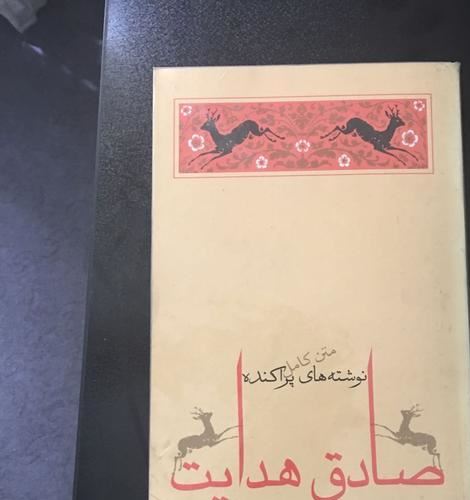 متن کامل
نوشته‌های پراکنده
صادق هدایت